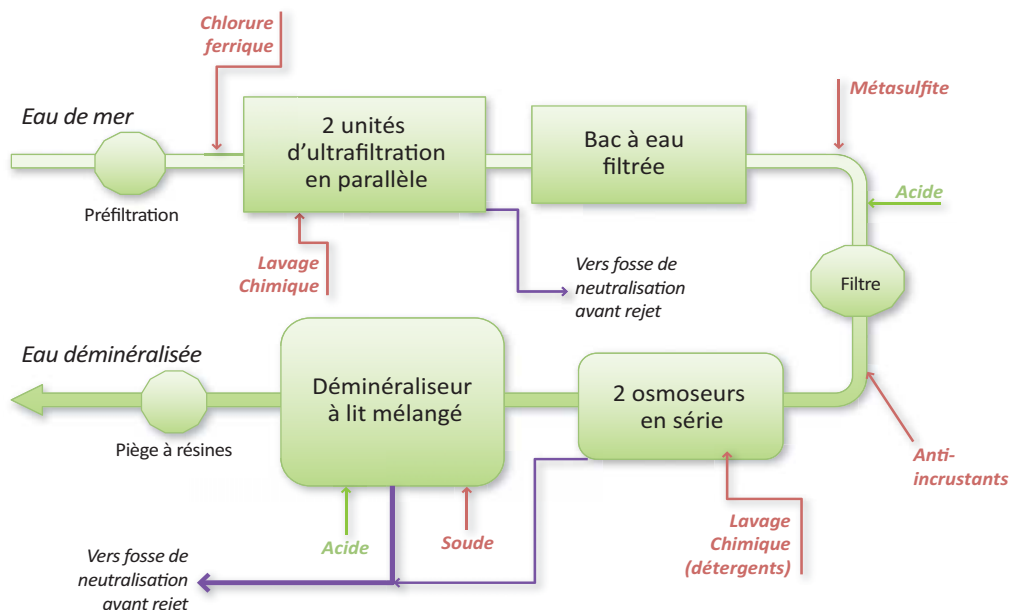 Chlorure
ferrique
Eau de mer
Préfiltration
2 unités
d'ultrafiltration
en parallèle
Bac à eau
filtrée
Métasulfite
Acide
Lavage
Chimique
Vers fosse de
neutralisation
avant rejet
Filtre
Eau déminéralisée
Piège à résines
Déminéraliseur
à lit mélangé
2 osmoseurs
en série
Anti-
incrustants
Acide
Soude
Lavage
Chimique
(détergents)
Vers fosse de
neutralisation
avant rejet